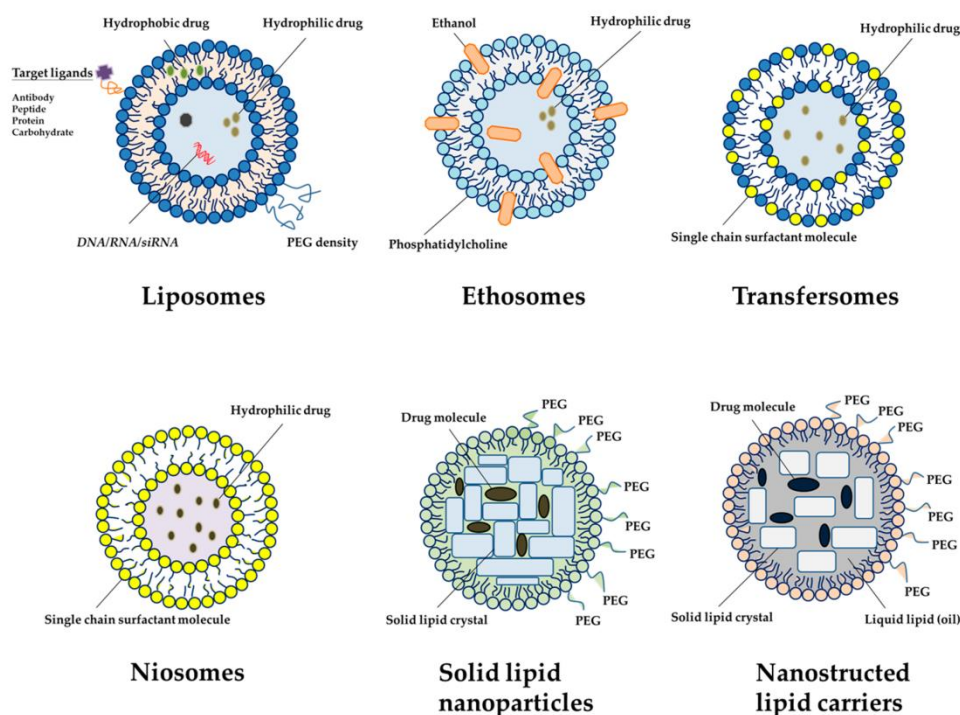 Hydrophobic drug
Hydrophilic drug
Target ligands
Antibody
Peptide
Protein
Carbohydrate
DNA/RNA/siRNA
PEG density
Liposomes
Ethanol
Hydrophilic drug
Phosphatidylcholine
Ethosomes
Hydrophilic drug
Single chain surfactant molecule
Transfersomes
Hydrophilic drug
Single chain surfactant molecule
Niosomes
Drug molecule
PEG
PEG
PEG
PEG
PEG
PEG
PEG
Solid lipid crystal
Solid lipid
nanoparticles
Drug molecule
PEG
PEG
PEG
PEG
PEG
PEG
PEG
Solid lipid crystal
Liquid lipid (oil)
Nanostructed
lipid carriers